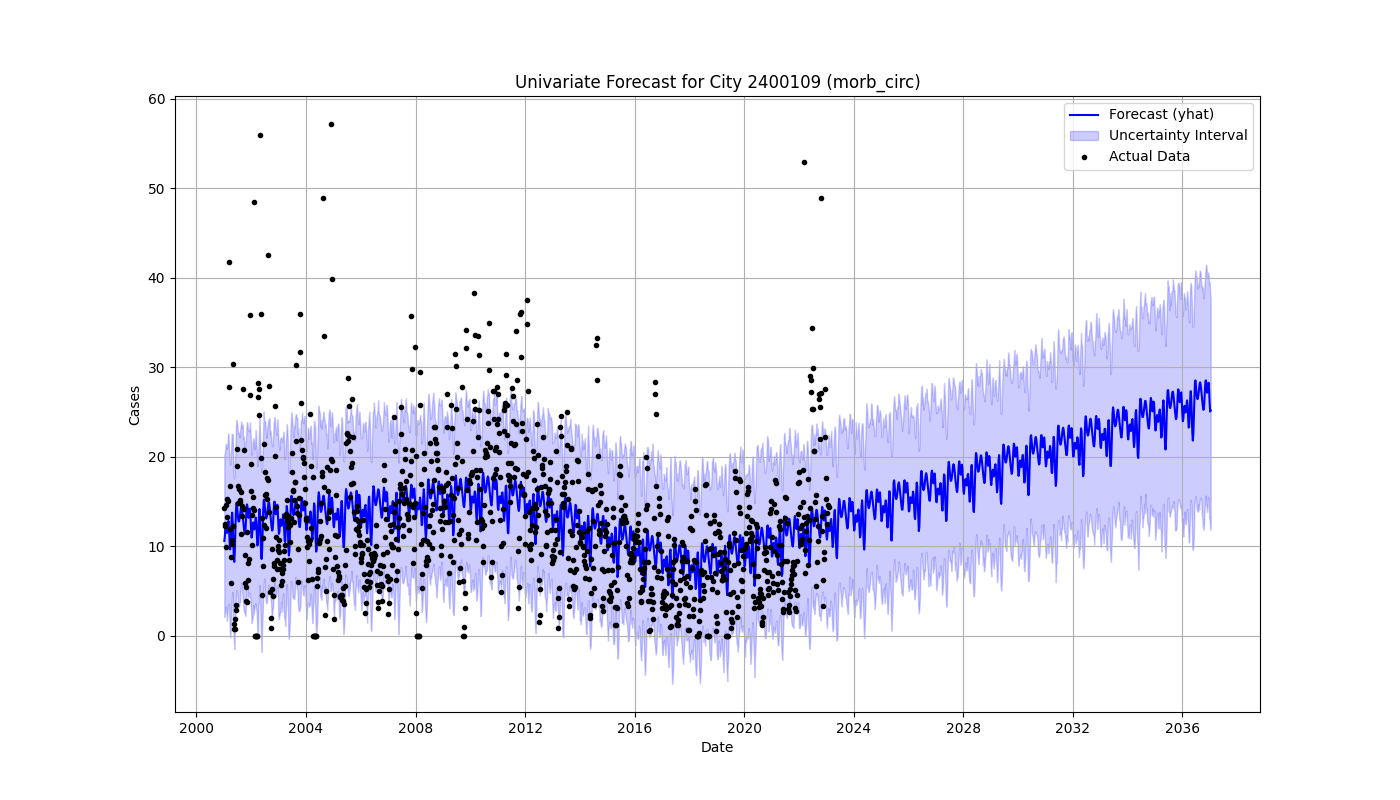 Univariate Forecast for City 2400109 (morb_circ)
Forecast (yhat)
Uncertainty Interval
Actual Data
Cases
60
50
40
30
20
10
0
2000 2004 2008 2012 2016 2020 2024 2028 2032 2036
Date